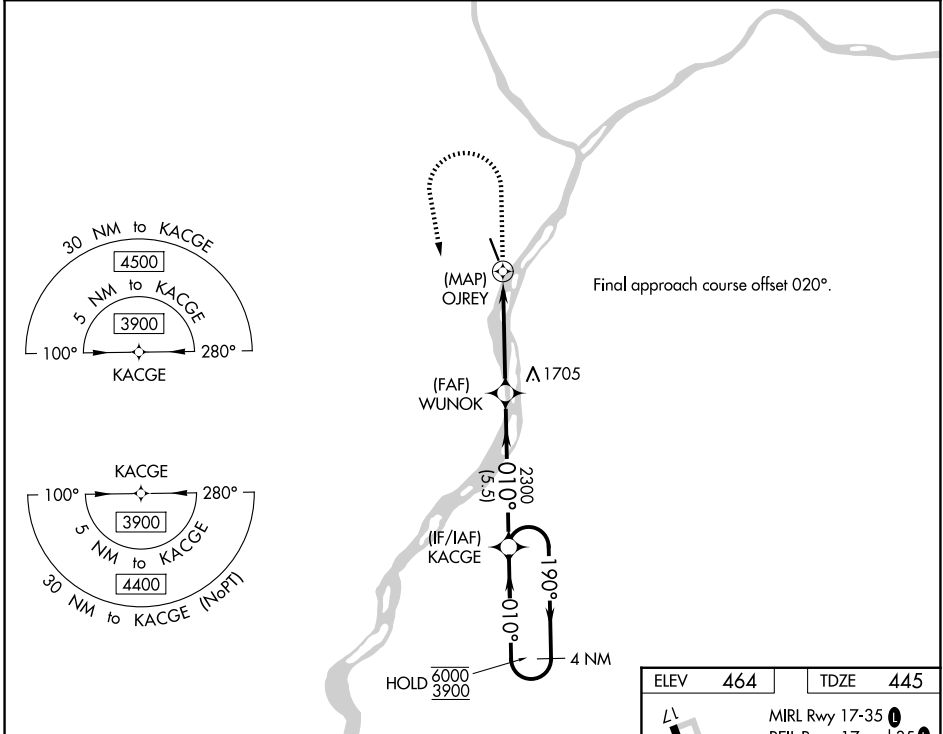 30 NM to KACGE
4500
5 NM to KACGE
3900
100°
280°
KACGE
KACGE
100°
280°
3900
5 NM to KACGE
4400
30 NM to KACGE (NoPT)
(MAP)
OJREY
Final approach course offset 020°.
(FAF)
WUNOK
1705
2300
010°
(5.5)
(IF/IAF)
KACGE
190°
010°
4 NM
HOLD 6000
3900
ELEV 464
TDZE 445
17
MIRL Rwy 17-35 L